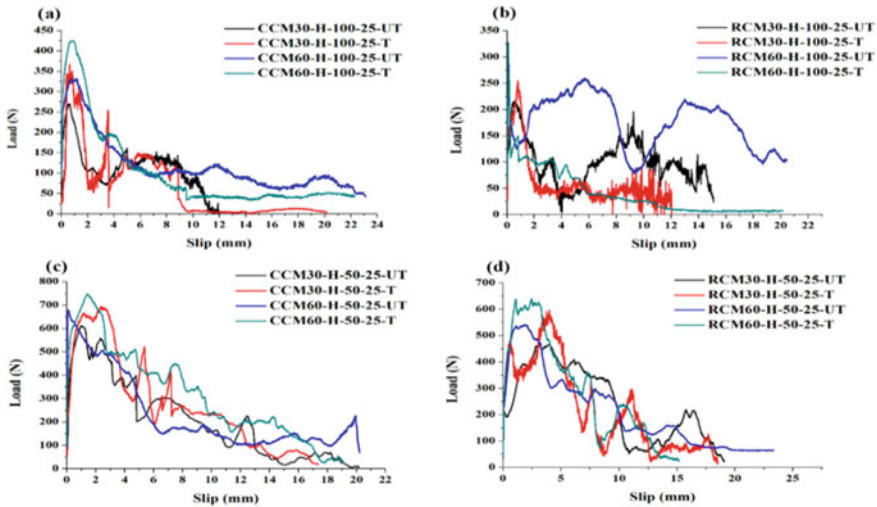 (a)
CCM30-H-100-25-UT
CCM30-H-100-25-T
CCM60-H-100-25-UT
CCM60-H-100-25-T
Load (N)
450
400
350
300
250
200
150
100
50
0
0 2 4 6 8 10 12 14 16 18 20 22 24
Slip (mm)
(b)
RCM30-H-100-25-UT
RCM30-H-100-25-T
RCM60-H-100-25-UT
RCM60-H-100-25-T
Load (N)
350
300
250
200
150
100
50
0
0 2 4 6 8 10 12 14 16 18 20 22
Slip (mm)
(c)
CCM30-H-50-25-UT
CCM30-H-50-25-T
CCM60-H-50-25-UT
CCM60-H-50-25-T
Load (N)
800
700
600
500
400
300
200
100
0
0 2 4 6 8 10 12 14 16 18 20 22
Slip (mm)
(d)
RCM30-H-50-25-UT
RCM30-H-50-25-T
RCM60-H-50-25-UT
RCM60-H-50-25-T
Load (N)
700
600
500
400
300
200
100
0
0 5 10 15 20 25
Slip (mm)